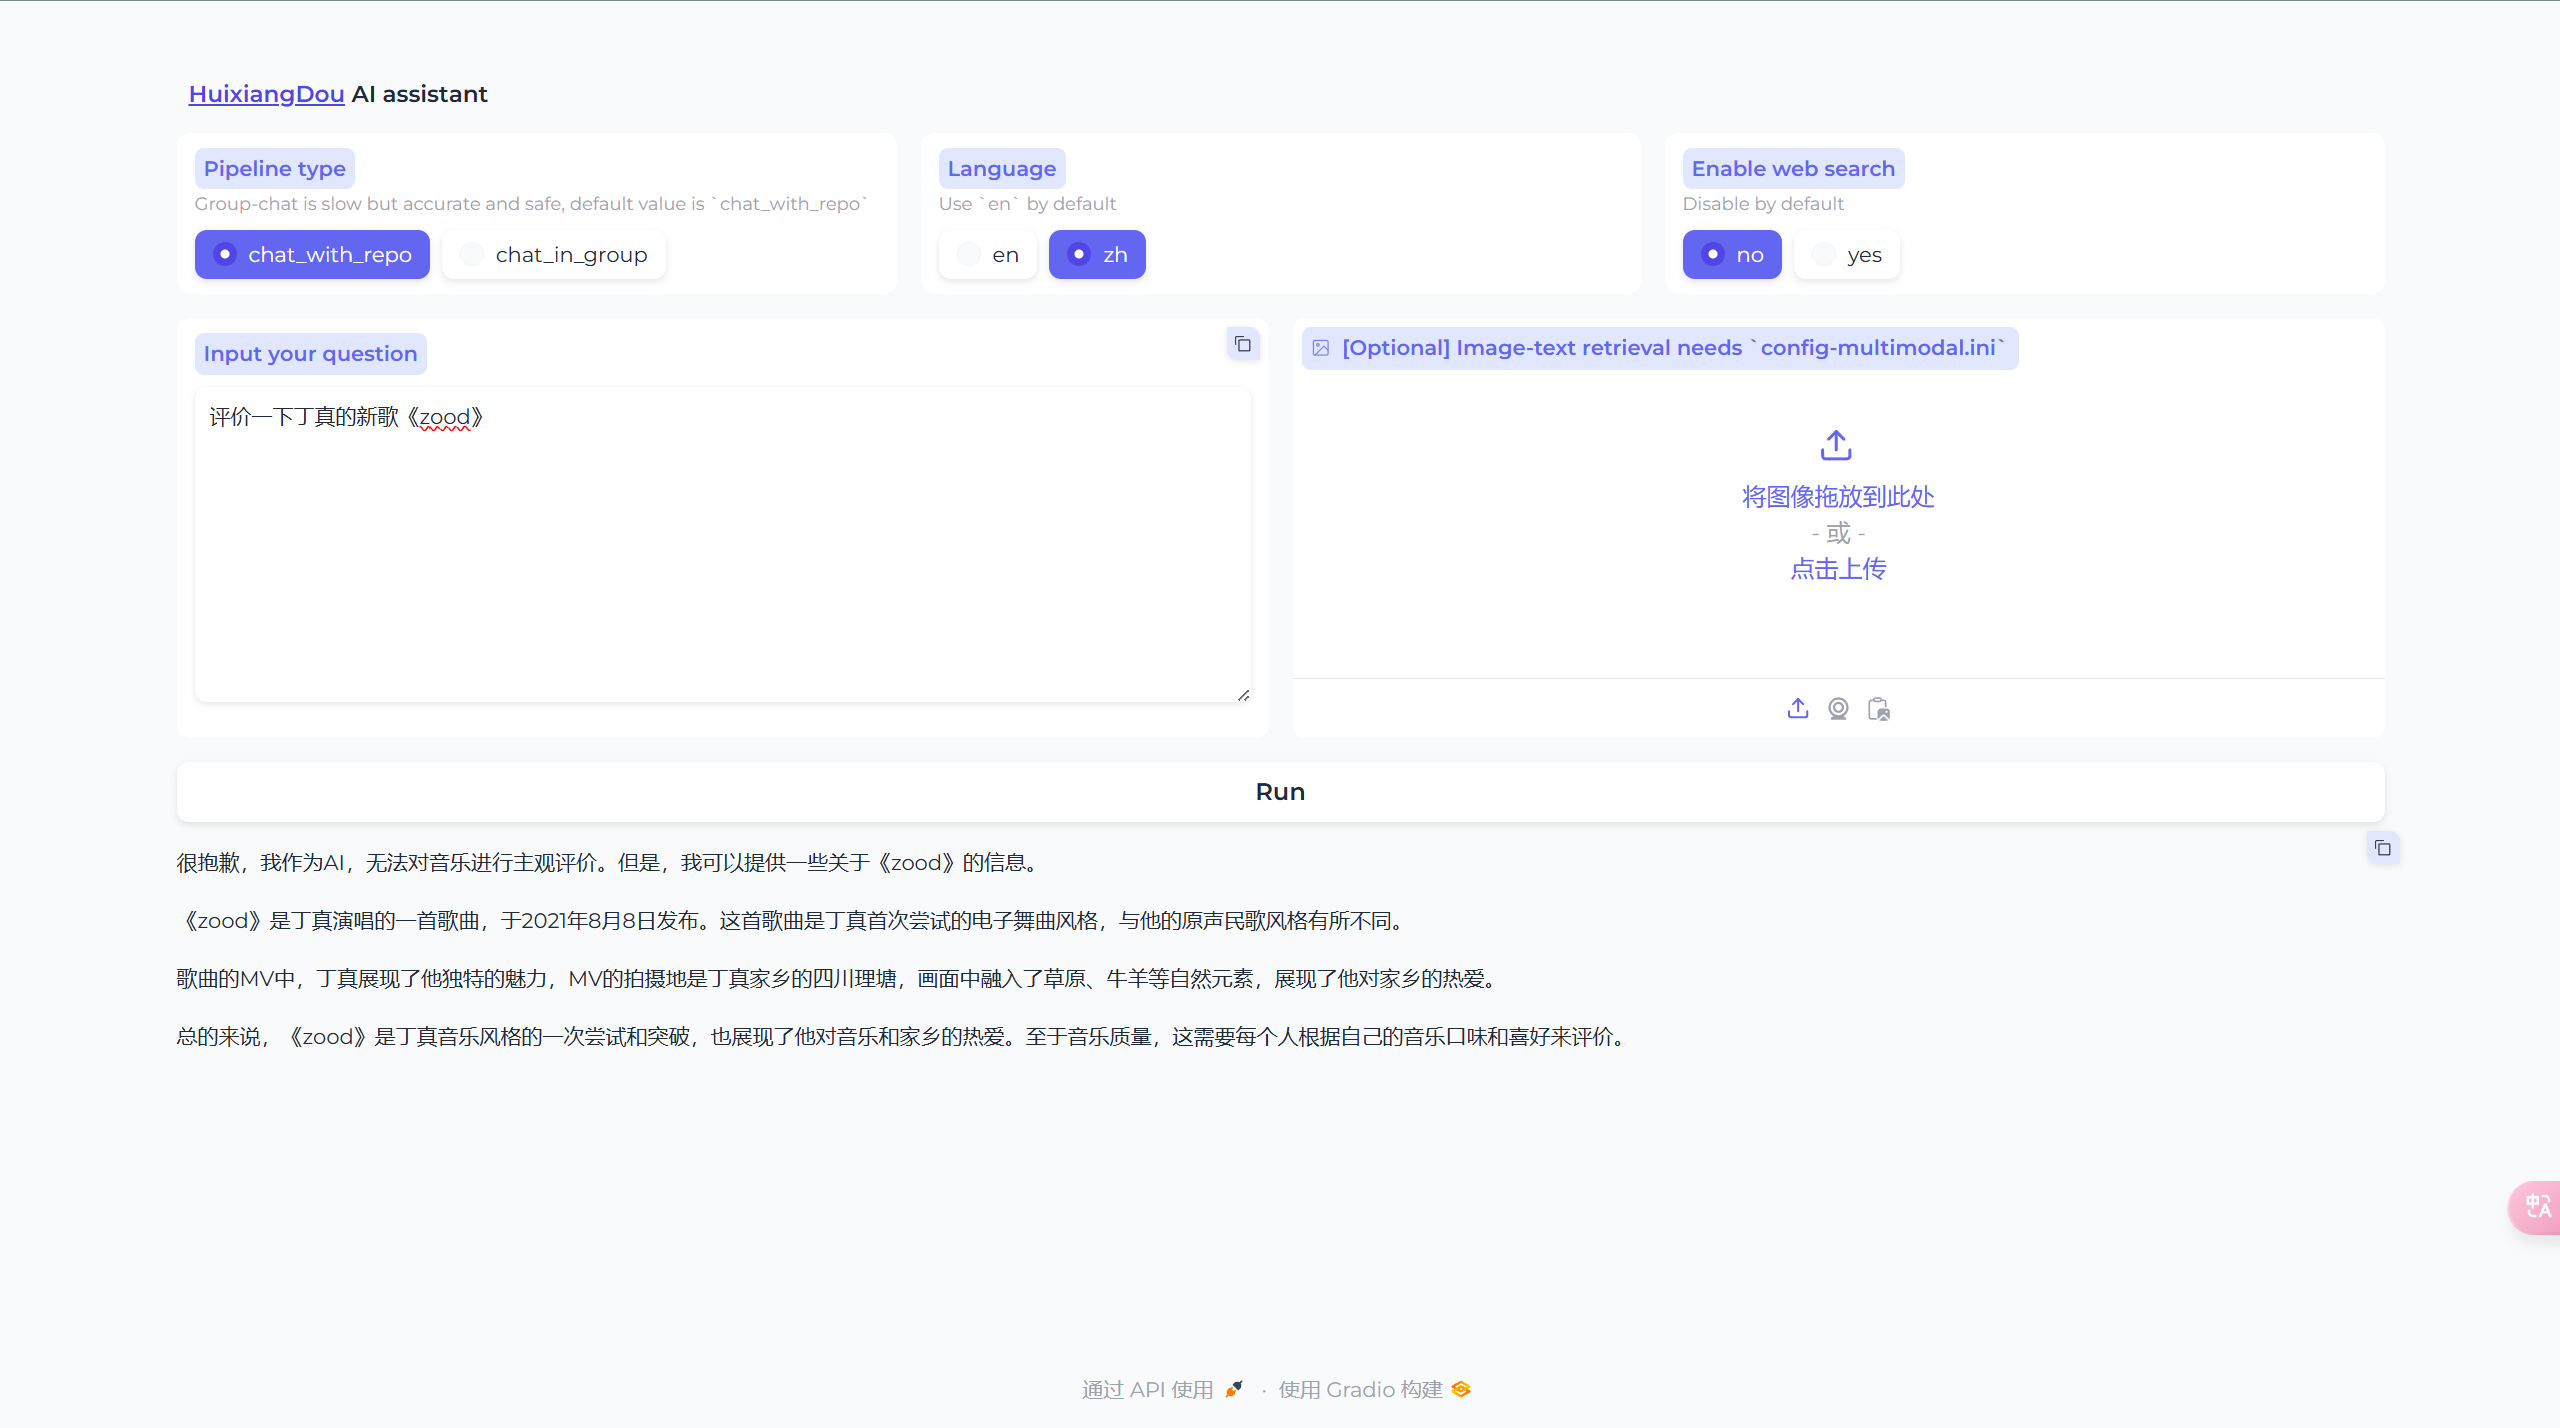 HuixiangDou AI assistant
Pipeline type
Group-chat is slow but accurate and safe, default value is `chat_with_repo`
chat_with_repo
chat_in_group
Language
Use `en` by default
en
zh
Enable web search
Disable by default
no
yes
Input your question
评价一下丁真的新歌《zood》
[Optional] Image-text retrieval needs `config-multimodal.ini`
将图像拖放到此处
- 或 -
点击上传
Run
很抱歉，我作为AI，无法对音乐进行主观评价。但是，我可以提供一些关于《zood》的信息。
《zood》是丁真演唱的一首歌曲，于2021年8月8日发布。这首歌曲是丁真首次尝试的电子舞曲风格，与他的原声民歌风格有所不同。
歌曲的MV中，丁真展现了他独特的魅力，MV的拍摄地是丁真家乡的四川理塘，画面中融入了草原、牛羊等自然元素，展现了他对家乡的热爱。
总的来说，《zood》是丁真音乐风格的一次尝试和突破，也展现了他对音乐和家乡的热爱。至于音乐质量，这需要每个人根据自己的音乐口味和喜好来评价。
中A
通过 API 使用 · 使用 Gradio 构建